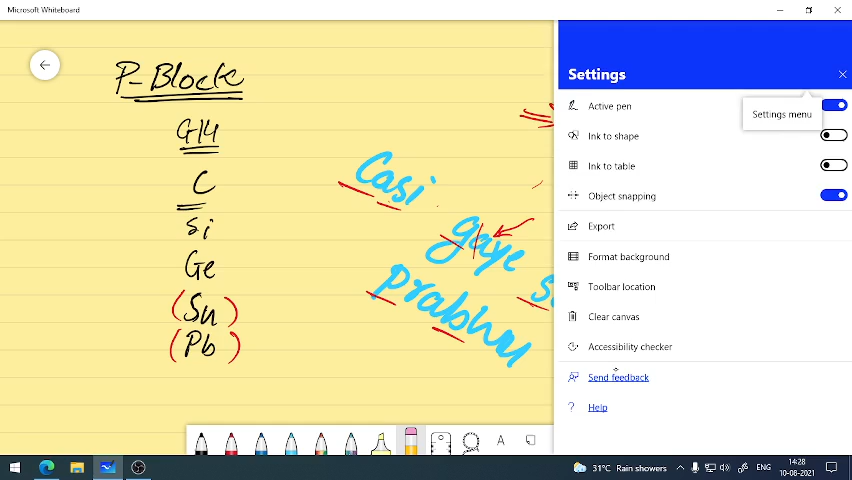 Microsoft Whiteboard
P-Block
G14
C
Si
Ge
(Sn)
(Pb)
Casi
gaye
prabhu
Settings
Settings menu
Active pen
Ink to shape
Ink to table
Object snapping
Export
Format background
Toolbar location
Clear canvas
Accessibility checker
Send feedback
? Help
A
31°C Rain showers
ENG
14:28
10-08-2021